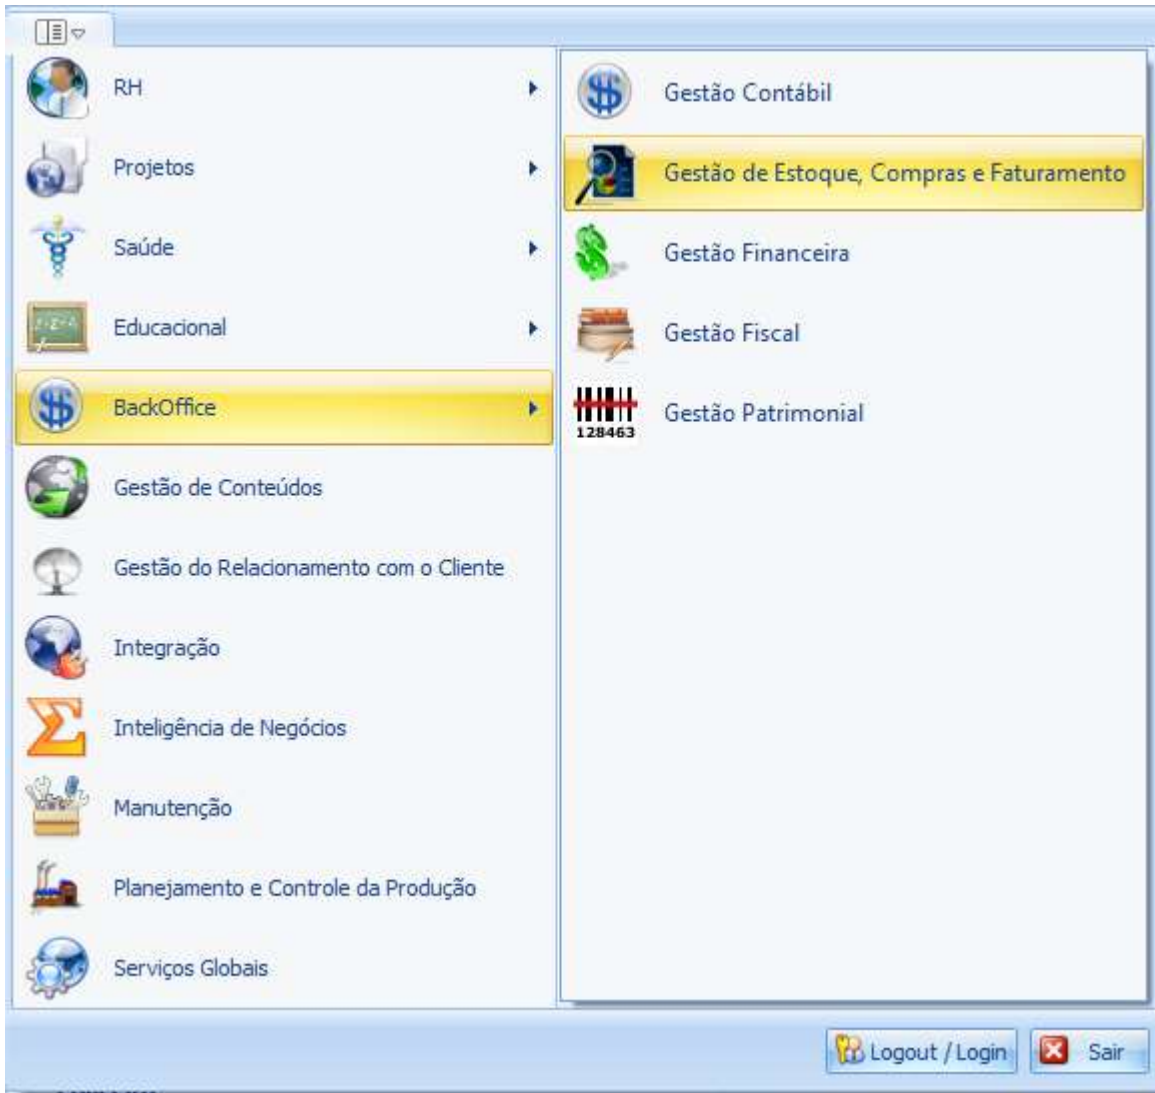 RH
Projetos
Saúde
Educacional
BackOffice
Gestão de Conteúdos
Gestão do Relacionamento com o Cliente
Integração
Inteligência de Negócios
Manutenção
Planejamento e Controle da Produção
Serviços Globais
Gestão Contábil
Gestão de Estoque, Compras e Faturamento
Gestão Financeira
Gestão Fiscal
128463
Gestão Patrimonial
Logout / Login
Sair